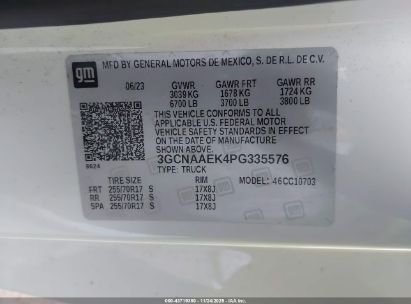 gm
MFD BY GENERAL MOTORS DE MEXICO, S. DE R.L. DE C.V.
06/23 GVWR GAWR FRT GAWR RR
3039 KG 1678 KG 1724 KG
6700 LB 3700 LB 3800 LB
THIS VEHICLE CONFORMS TO ALL
APPLICABLE U.S. FEDERAL MOTOR
VEHICLE SAFETY STANDARDS IN EFFECT
ON THE DATE OF MANUFACTURE
SHOWN ABOVE.
3GCNAAEK4PG335576
TYPE: TRUCK
TIRE SIZE RIM MODEL: 46CC10703
FRT 255/70R17 S 17X8J
RR 255/70R17 S 17X8J
SPA 255/70R17 S 17X8J